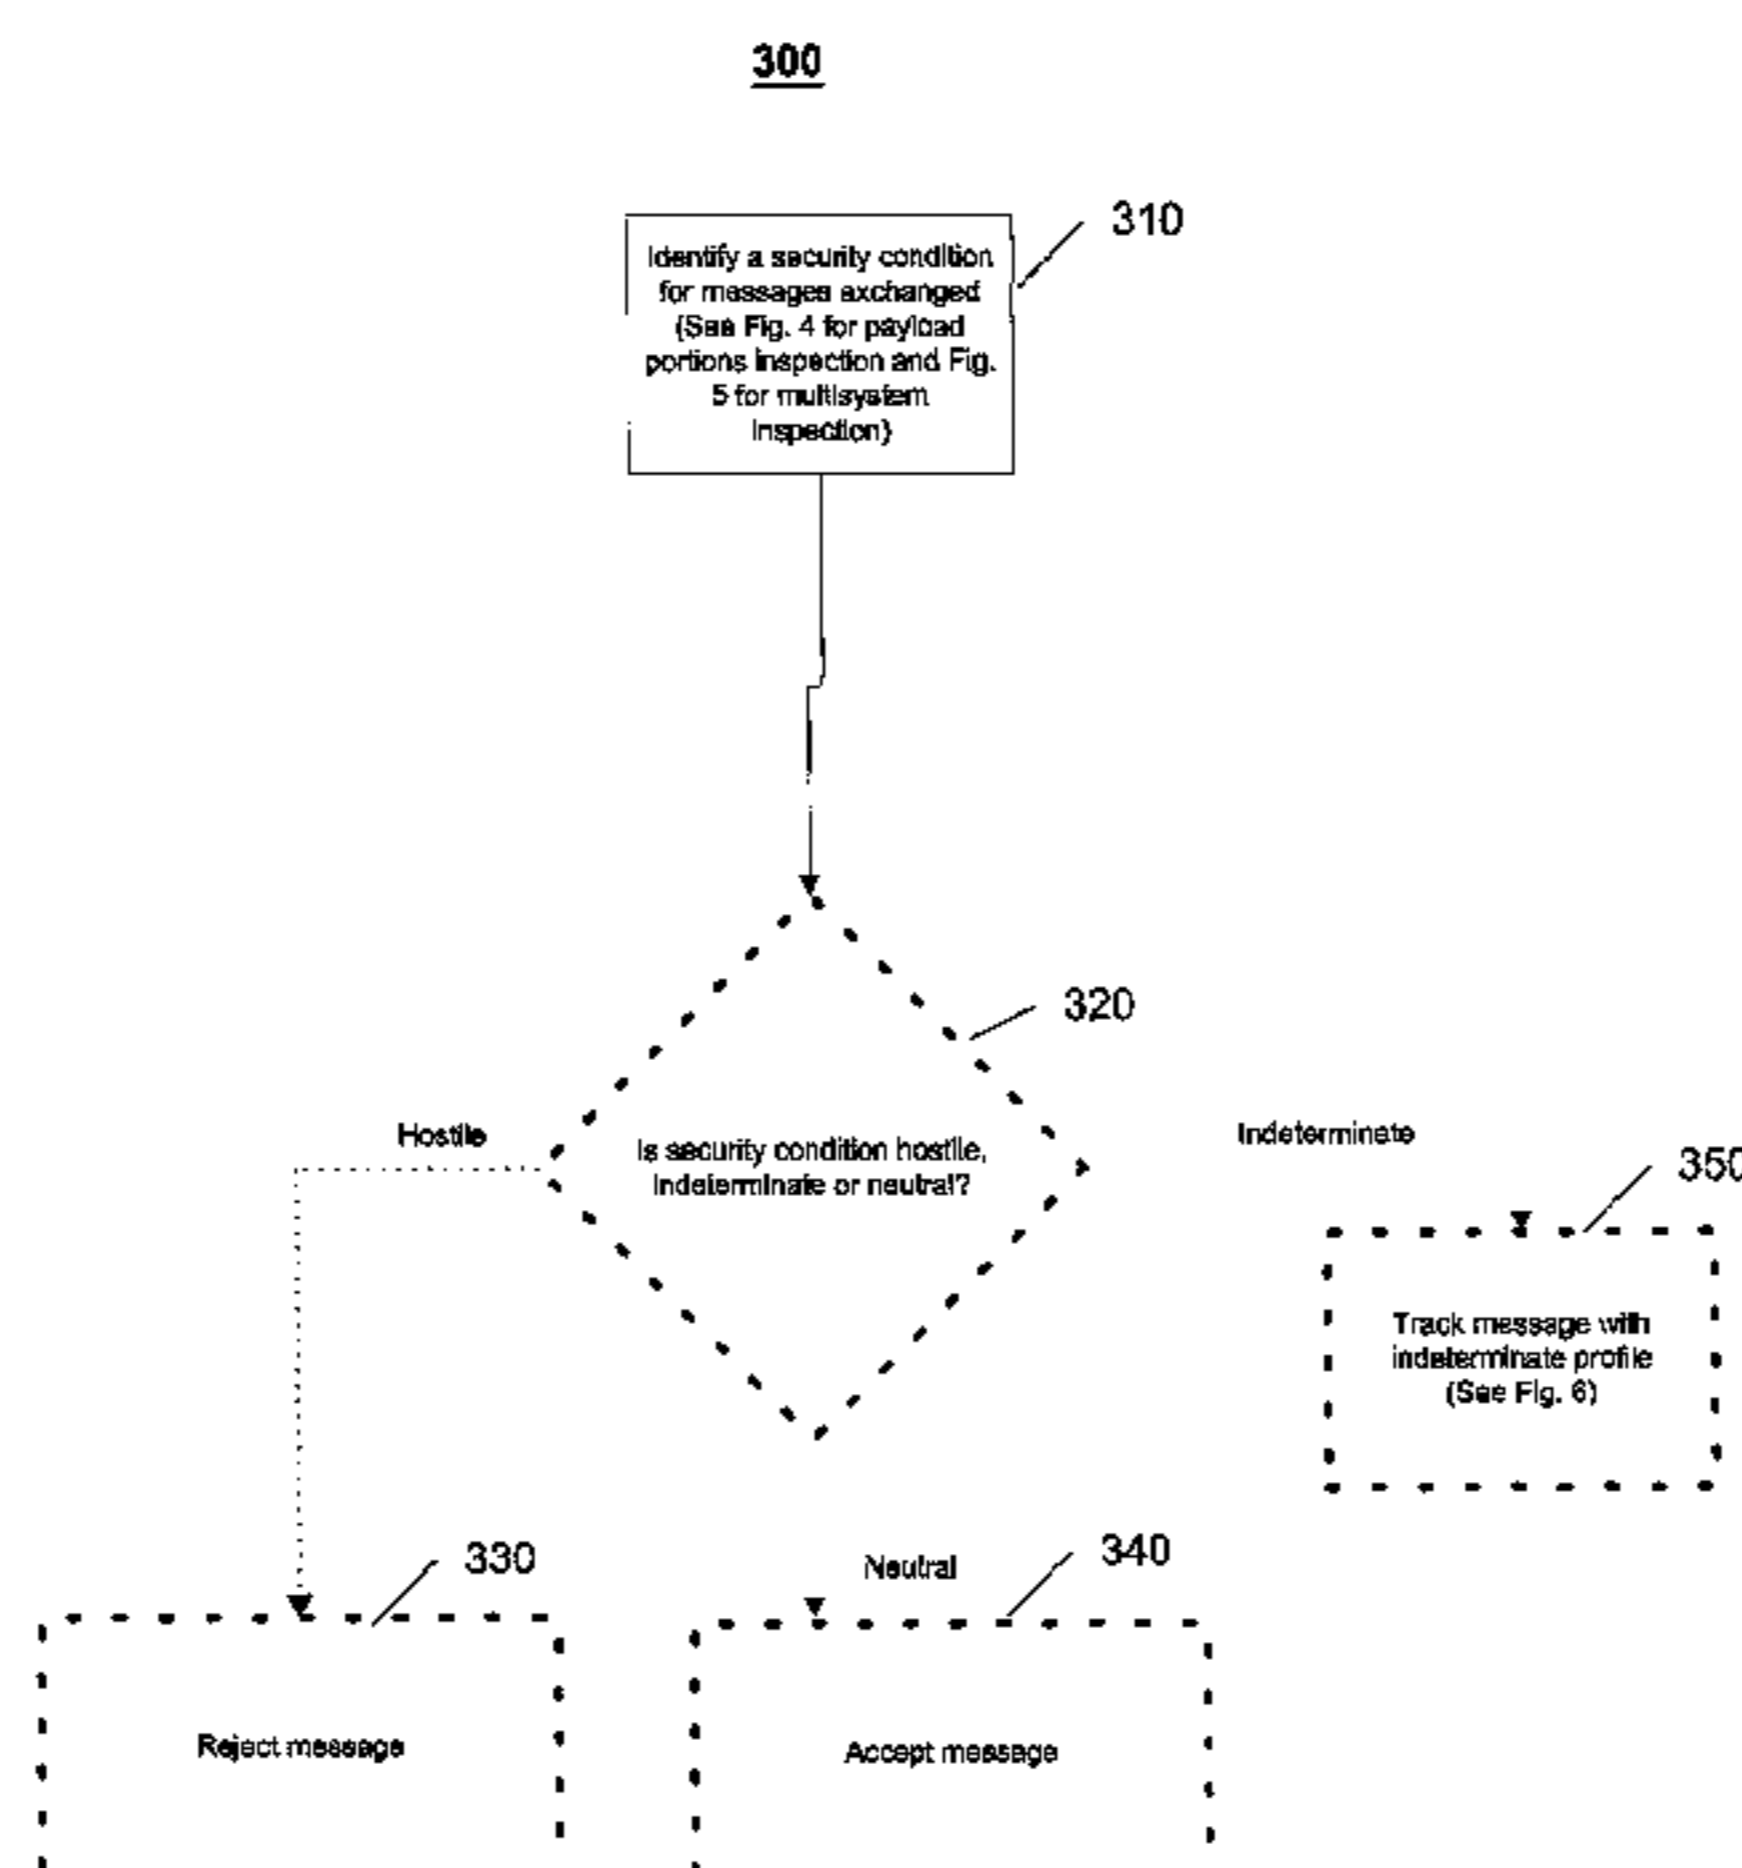 300
310
Identify a security condition
for messages exchanged
(See Fig. 4 for payload
portions inspection and Fig.
5 for multisystem
inspection)
320
Hostile
Is security condition hostile,
indeterminate or neutral?
Indeterminate
350
Track message with
indeterminate profile
(See Fig. 6)
330
Neutral
340
Reject message
Accept message